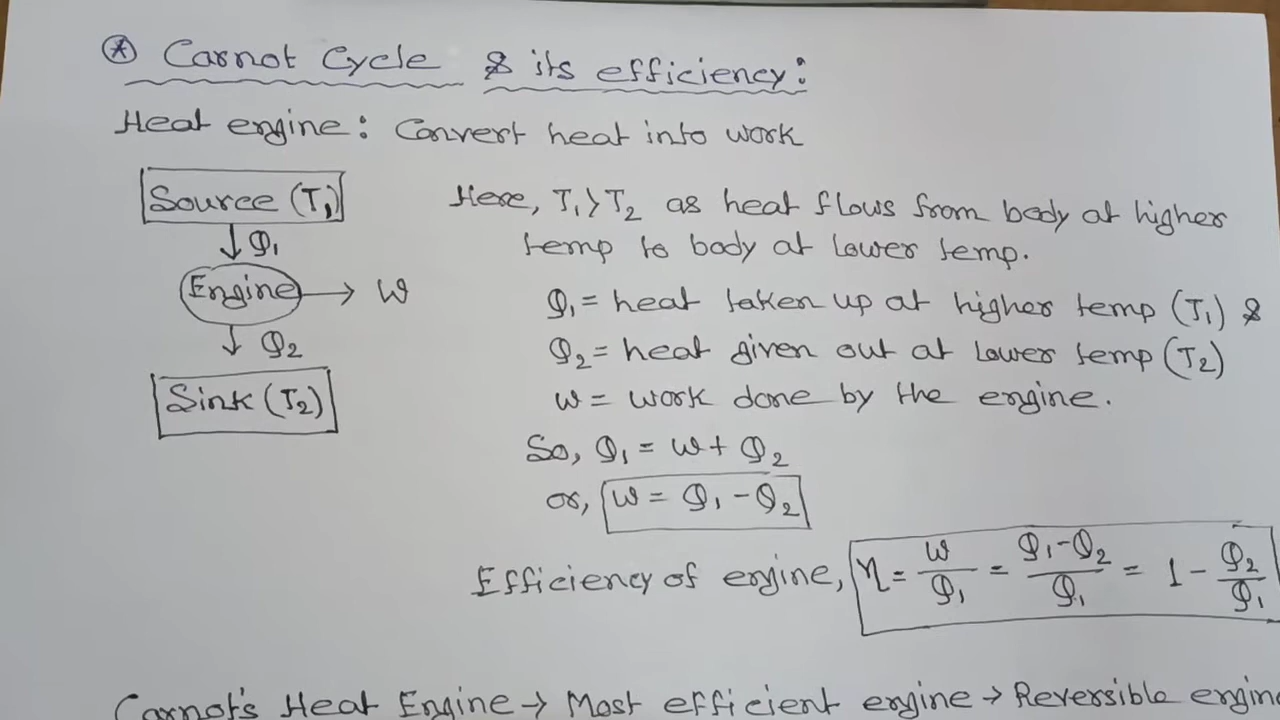 ⊛ Carnot Cycle & its efficiency:
Heat engine: Convert heat into work
Source (T₁)
↓ Q₁
Engine → W
↓ Q₂
Sink (T₂)
Here, T₁>T₂ as heat flows from body at higher
temp to body at lower temp.
Q₁ = heat taken up at higher temp (T₁) &
Q₂ = heat given out at lower temp (T₂)
W = work done by the engine.
So, Q₁ = W + Q₂
or, W = Q₁ - Q₂
Efficiency of engine, η = W/Q₁ = (Q₁-Q₂)/Q₁ = 1 - Q₂/Q₁
Carnot's Heat Engine → Most efficient engine → Reversible engine